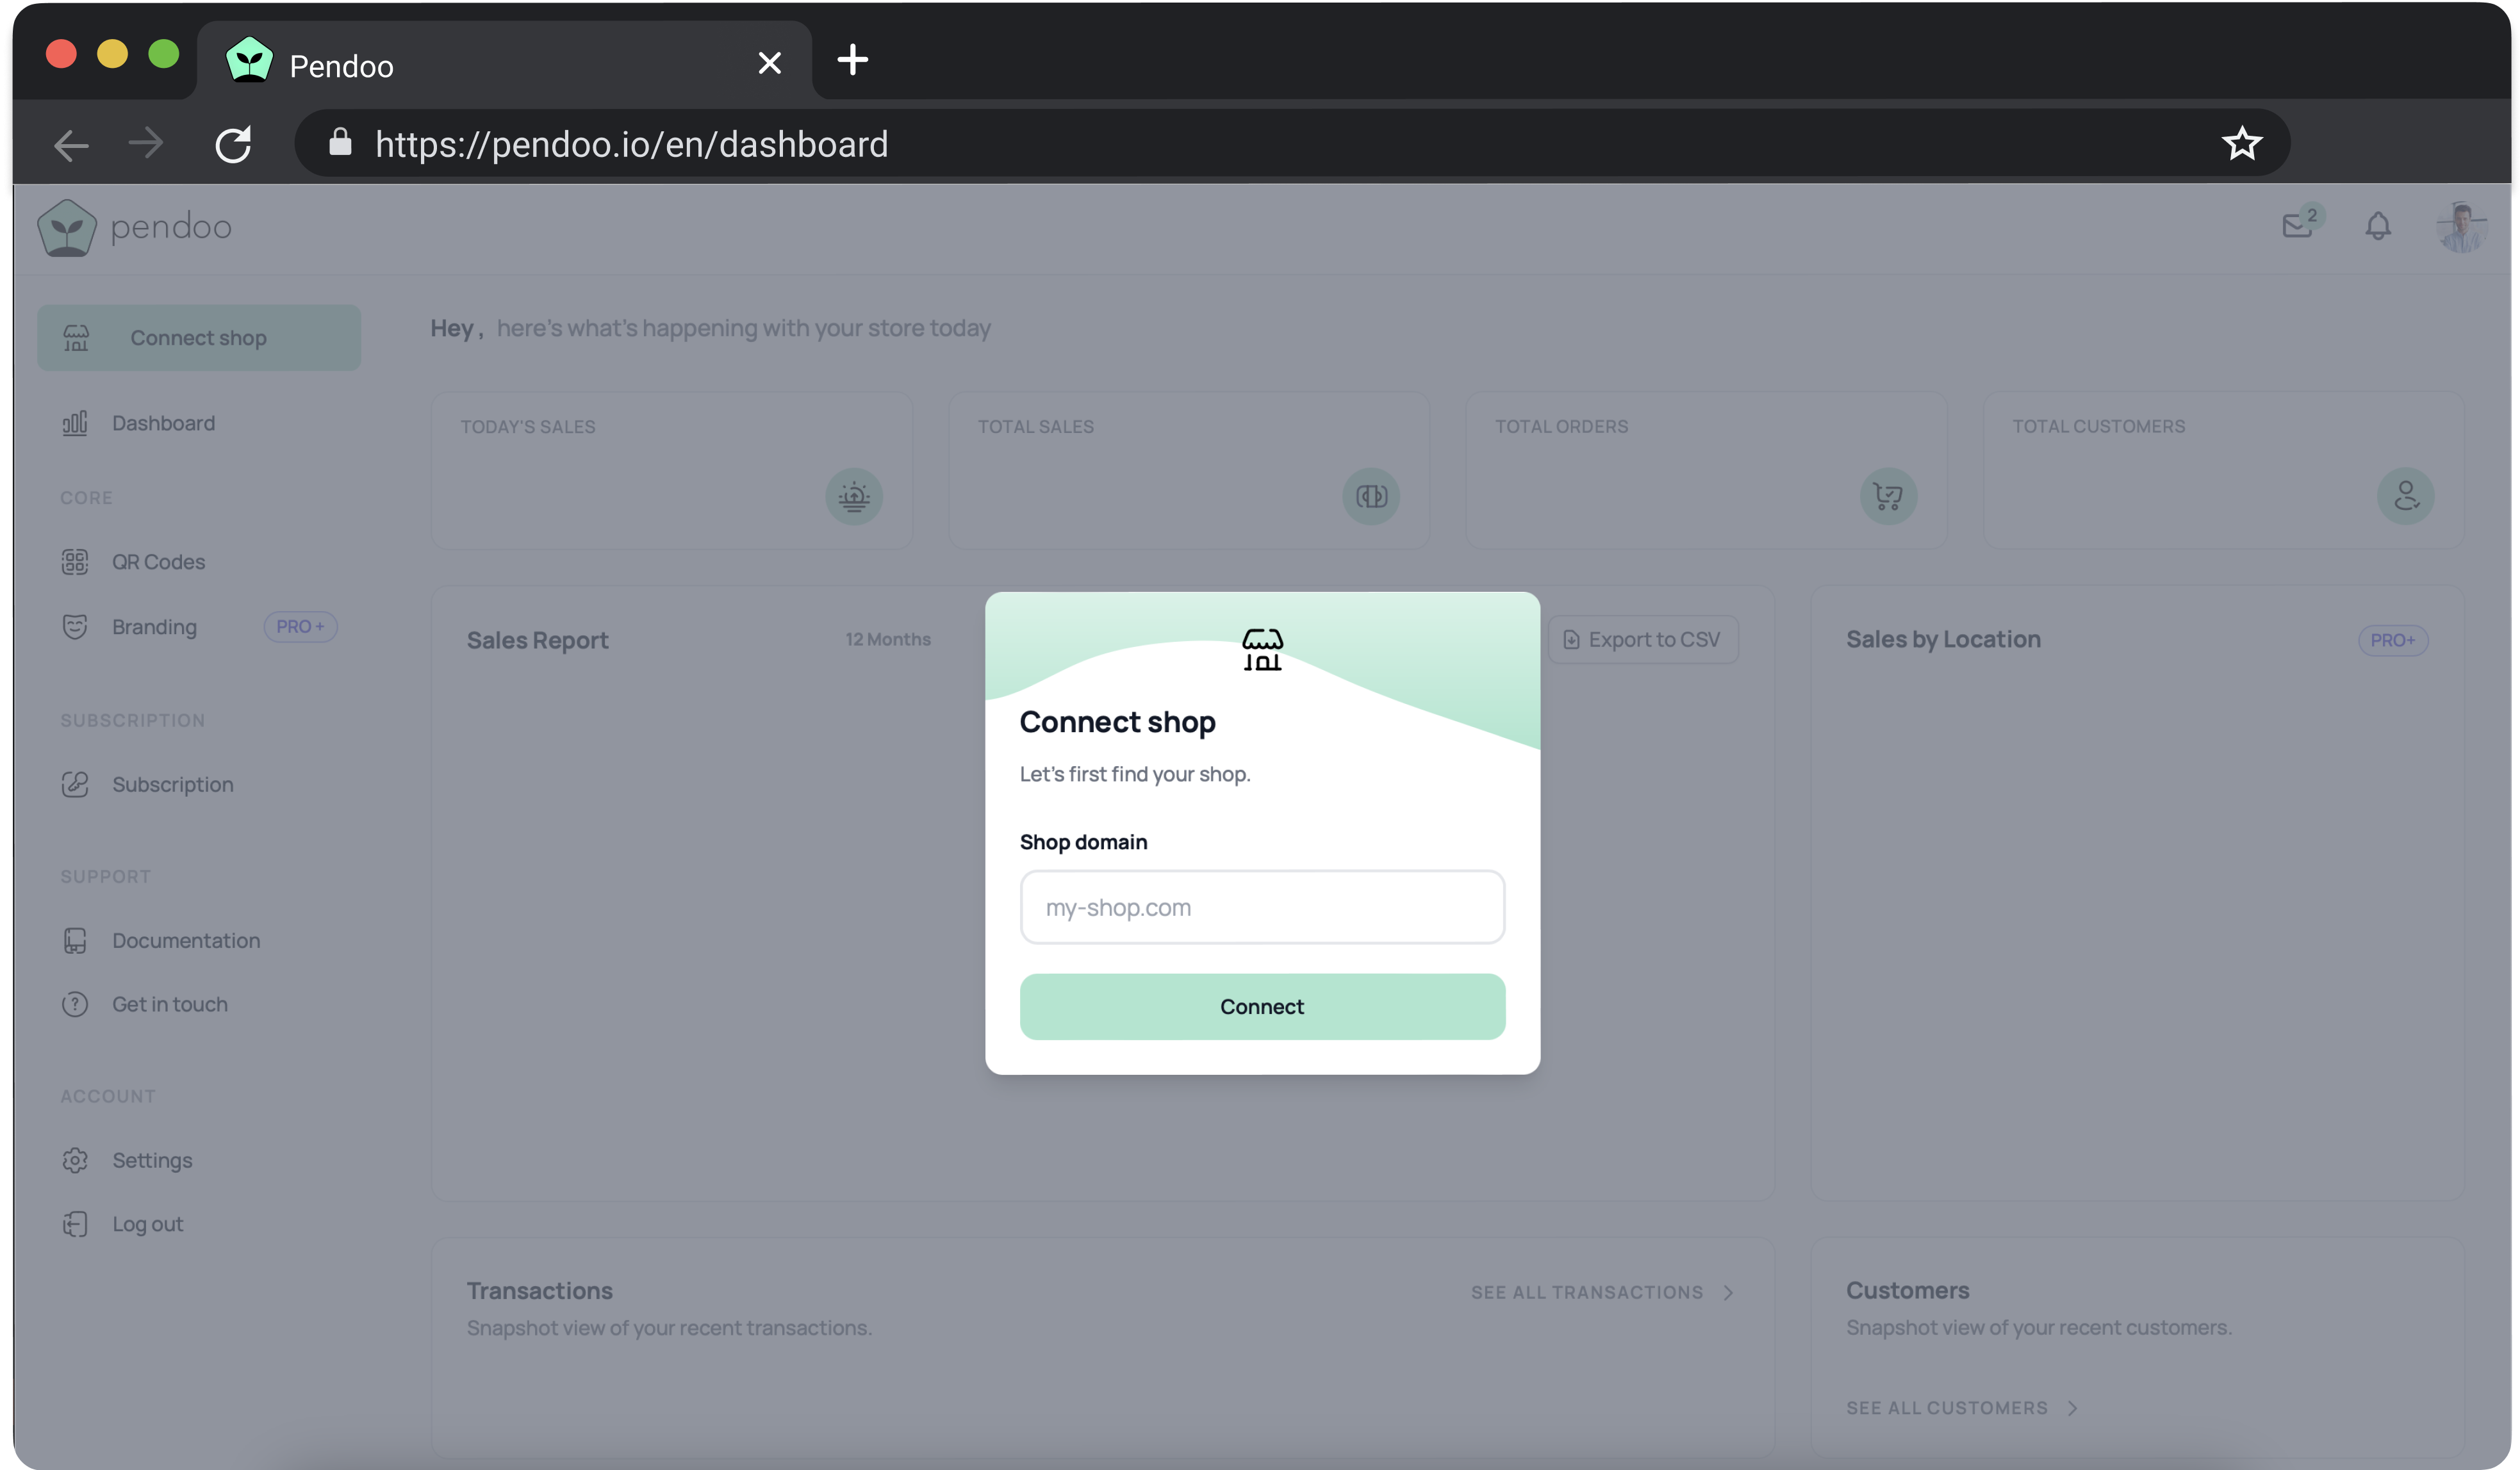 Pendoo
https://pendoo.io/en/dashboard
pendoo
2
Connect shop
Dashboard
CORE
QR Codes
Branding PRO +
SUBSCRIPTION
Subscription
SUPPORT
Documentation
Get in touch
ACCOUNT
Settings
Log out
Hey , here's what's happening with your store today
TODAY'S SALES
TOTAL SALES
TOTAL ORDERS
TOTAL CUSTOMERS
Sales Report
12 Months
Export to CSV
Sales by Location
PRO+
Connect shop
Let's first find your shop.
Shop domain
my-shop.com
Connect
Transactions
SEE ALL TRANSACTIONS
Snapshot view of your recent transactions.
Customers
Snapshot view of your recent customers.
SEE ALL CUSTOMERS